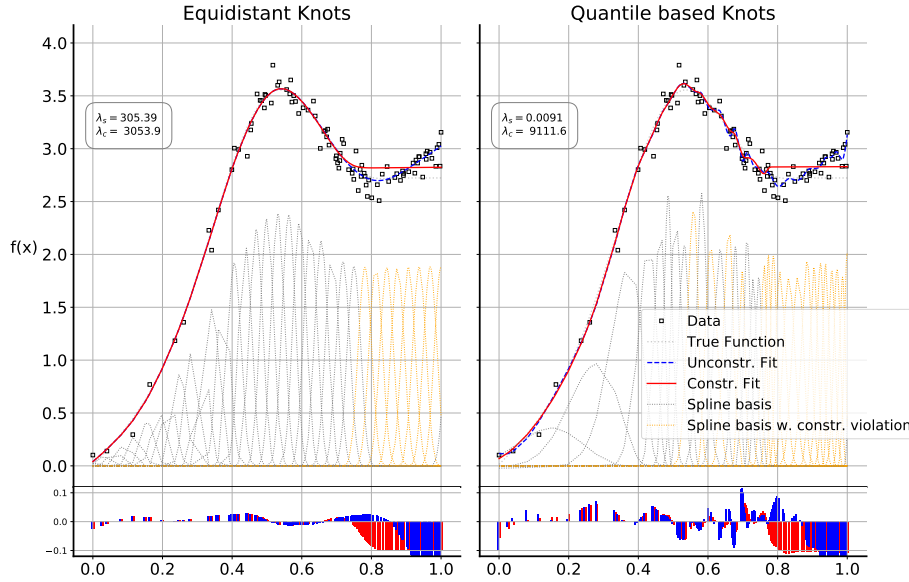 Equidistant Knots
Quantile based Knots
4.0
3.5
3.0
2.5
2.0
1.5
1.0
0.5
0.0
f(x)
λs = 305.39
λc = 3053.9
λs = 0.0091
λc = 9111.6
Data
True Function
Unconstr. Fit
Constr. Fit
Spline basis
Spline basis w. constr. violation
0.1
0.0
−0.1
0.0 0.2 0.4 0.6 0.8 1.0
0.0 0.2 0.4 0.6 0.8 1.0